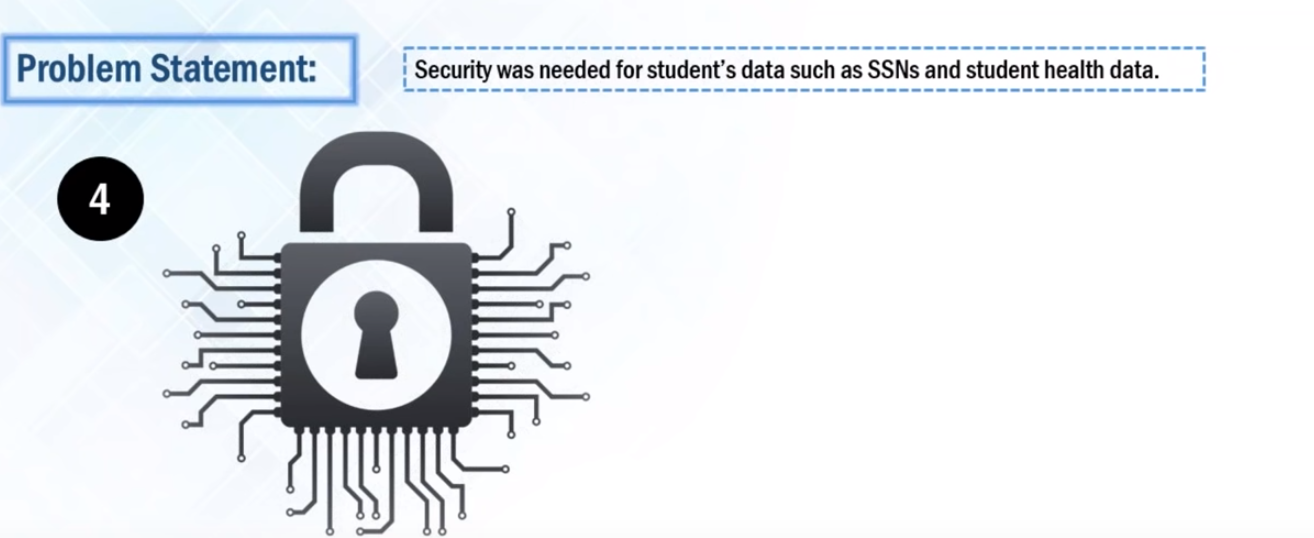 Problem Statement:
Security was needed for student's data such as SSNs and student health data.
4